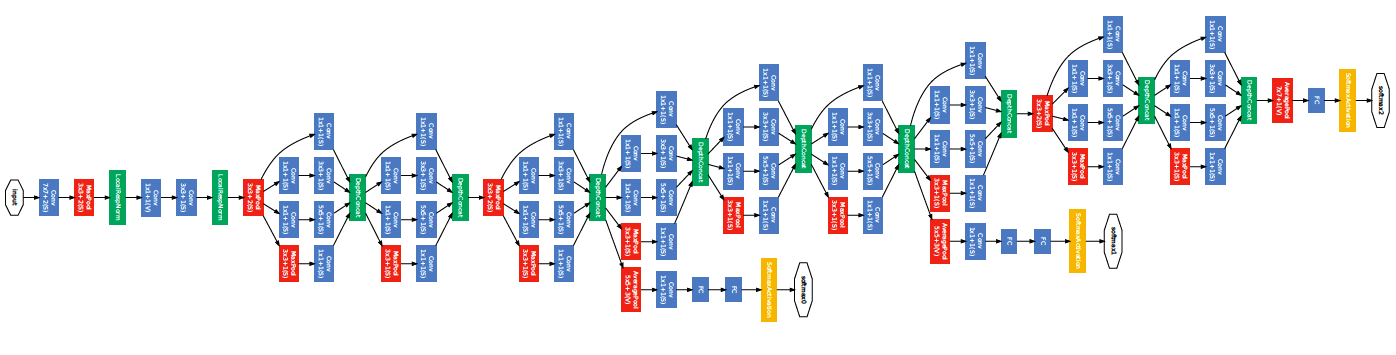 input
Conv
7x7+2(S)
MaxPool
3x3+2(S)
LocalRespNorm
Conv
1x1+1(V)
Conv
3x3+1(S)
LocalRespNorm
MaxPool
3x3+2(S)
Conv
1x1+1(S)
Conv
1x1+1(S)
MaxPool
3x3+1(S)
Conv
1x1+1(S)
Conv
3x3+1(S)
Conv
5x5+1(S)
Conv
1x1+1(S)
DepthConcat
Conv
1x1+1(S)
Conv
1x1+1(S)
MaxPool
3x3+1(S)
Conv
1x1+1(S)
Conv
3x3+1(S)
Conv
5x5+1(S)
Conv
1x1+1(S)
DepthConcat
MaxPool
3x3+2(S)
Conv
1x1+1(S)
Conv
1x1+1(S)
MaxPool
3x3+1(S)
Conv
1x1+1(S)
Conv
3x3+1(S)
Conv
5x5+1(S)
Conv
1x1+1(S)
DepthConcat
Conv
1x1+1(S)
Conv
1x1+1(S)
MaxPool
3x3+1(S)
AveragePool
5x5+3(V)
Conv
1x1+1(S)
Conv
3x3+1(S)
Conv
5x5+1(S)
Conv
1x1+1(S)
Conv
1x1+1(S)
DepthConcat
FC
Conv
1x1+1(S)
Conv
1x1+1(S)
MaxPool
3x3+1(S)
FC
Conv
1x1+1(S)
Conv
3x3+1(S)
Conv
5x5+1(S)
Conv
1x1+1(S)
SoftmaxActivation
DepthConcat
softmax0
Conv
1x1+1(S)
Conv
1x1+1(S)
MaxPool
3x3+1(S)
Conv
1x1+1(S)
Conv
3x3+1(S)
Conv
5x5+1(S)
Conv
1x1+1(S)
DepthConcat
Conv
1x1+1(S)
Conv
1x1+1(S)
MaxPool
3x3+1(S)
AveragePool
5x5+3(V)
Conv
1x1+1(S)
Conv
3x3+1(S)
Conv
5x5+1(S)
Conv
1x1+1(S)
Conv
1x1+1(S)
DepthConcat
FC
MaxPool
3x3+2(S)
FC
Conv
1x1+1(S)
Conv
1x1+1(S)
MaxPool
3x3+1(S)
SoftmaxActivation
Conv
1x1+1(S)
Conv
3x3+1(S)
Conv
5x5+1(S)
Conv
1x1+1(S)
softmax1
DepthConcat
Conv
1x1+1(S)
Conv
1x1+1(S)
MaxPool
3x3+1(S)
Conv
1x1+1(S)
Conv
3x3+1(S)
Conv
5x5+1(S)
Conv
1x1+1(S)
DepthConcat
AveragePool
7x7+1(V)
FC
SoftmaxActivation
softmax2